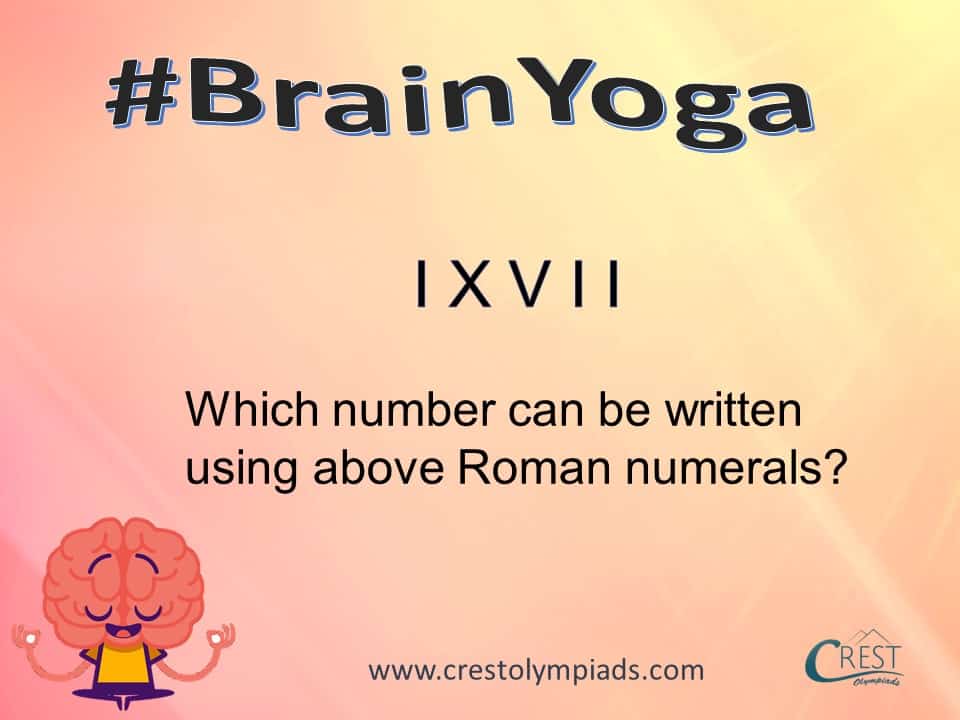 #BrainYoga
I X V I I
Which number can be written
using above Roman numerals?
www.crestolympiads.com
CREST
Olympiads